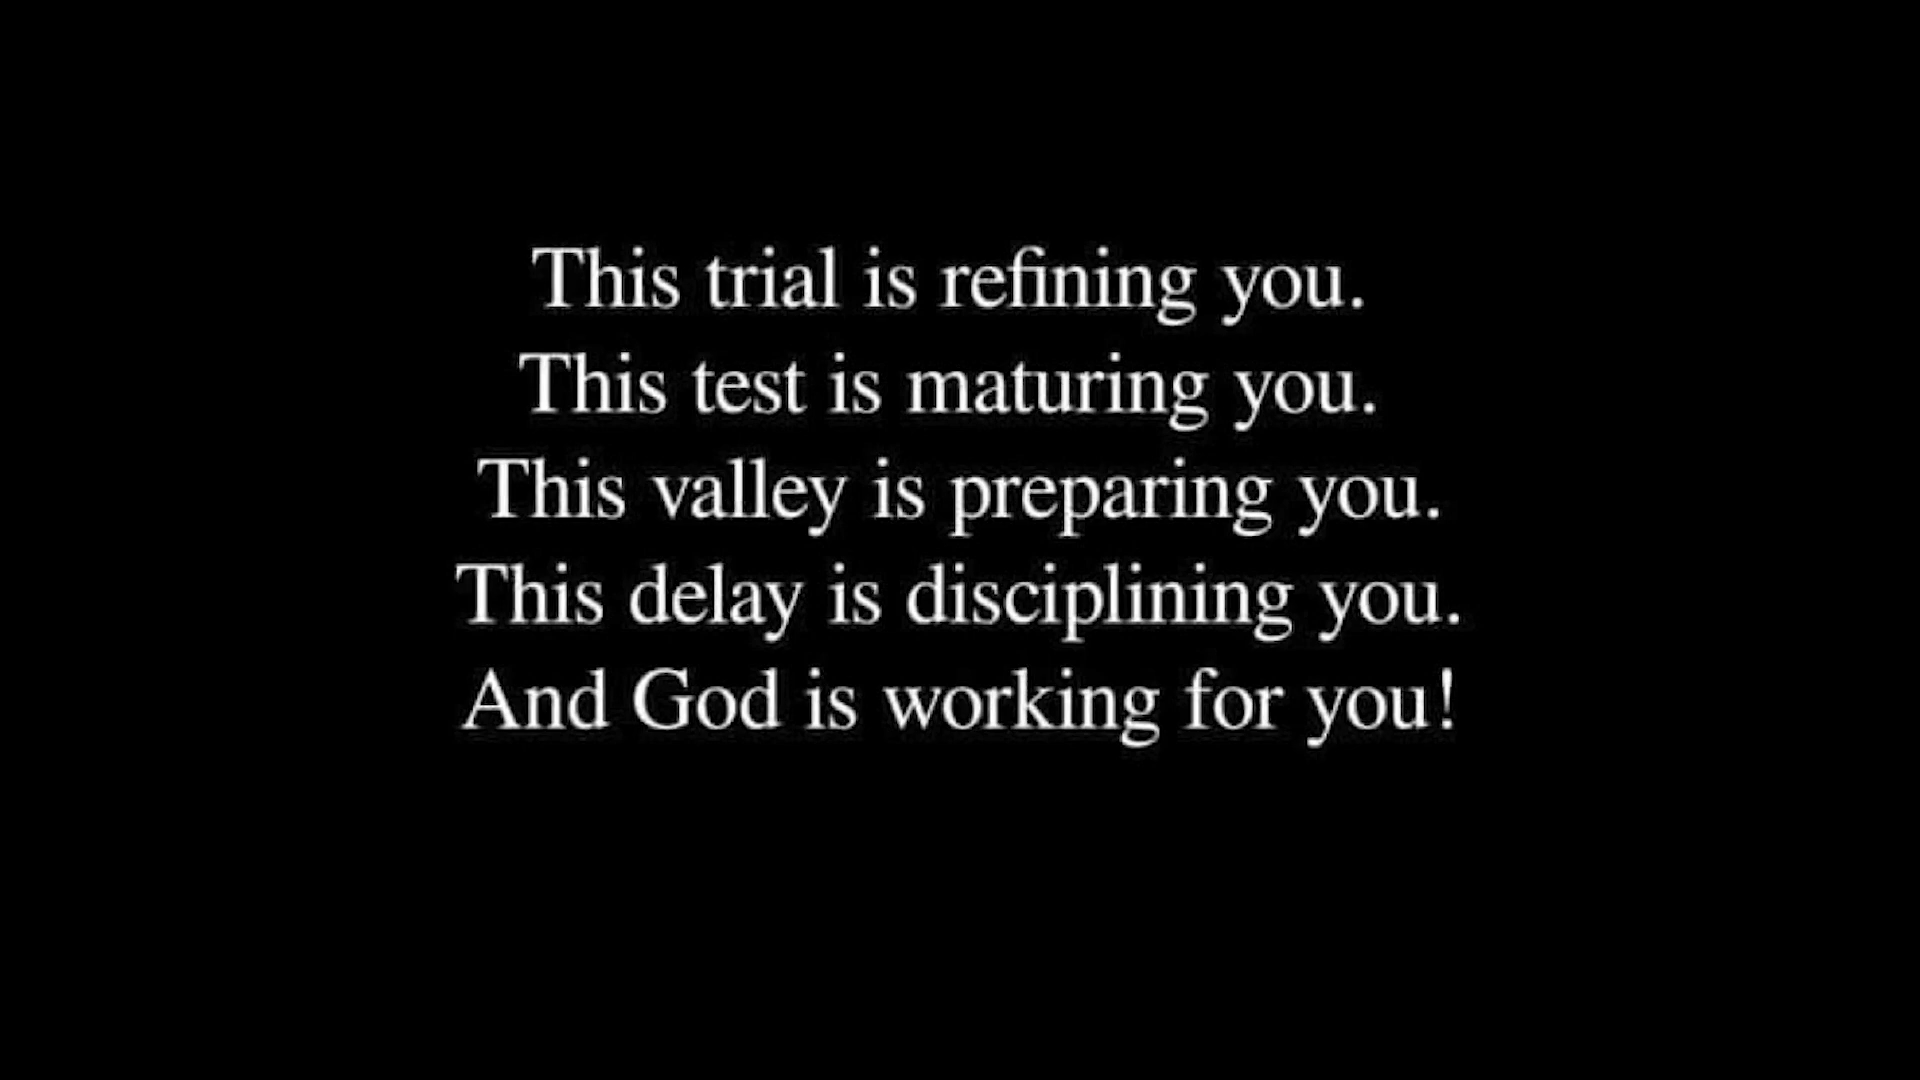 This trial is refining you.
This test is maturing you.
This valley is preparing you.
This delay is disciplining you.
And God is working for you!